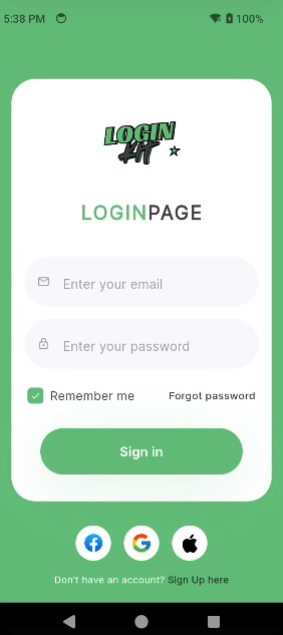 5:38 PM 100%
LOGIN
KIT
LOGINPAGE
Enter your email
Enter your password
Remember me Forgot password
Sign in
Don't have an account? Sign Up here